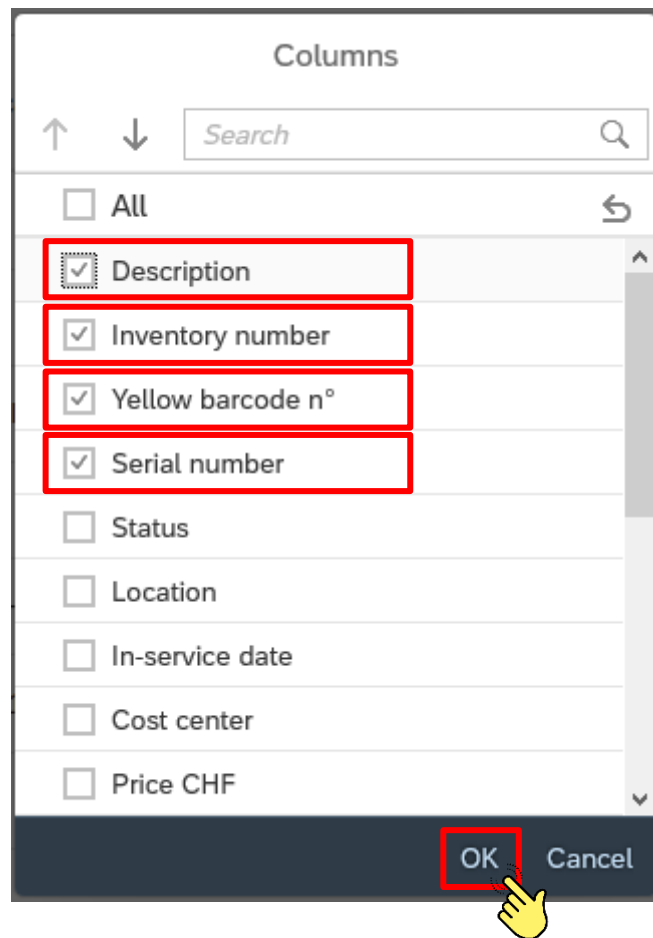 Columns
Search
All
Description
Inventory number
Yellow barcode n°
Serial number
Status
Location
In-service date
Cost center
Price CHF
OK Cancel